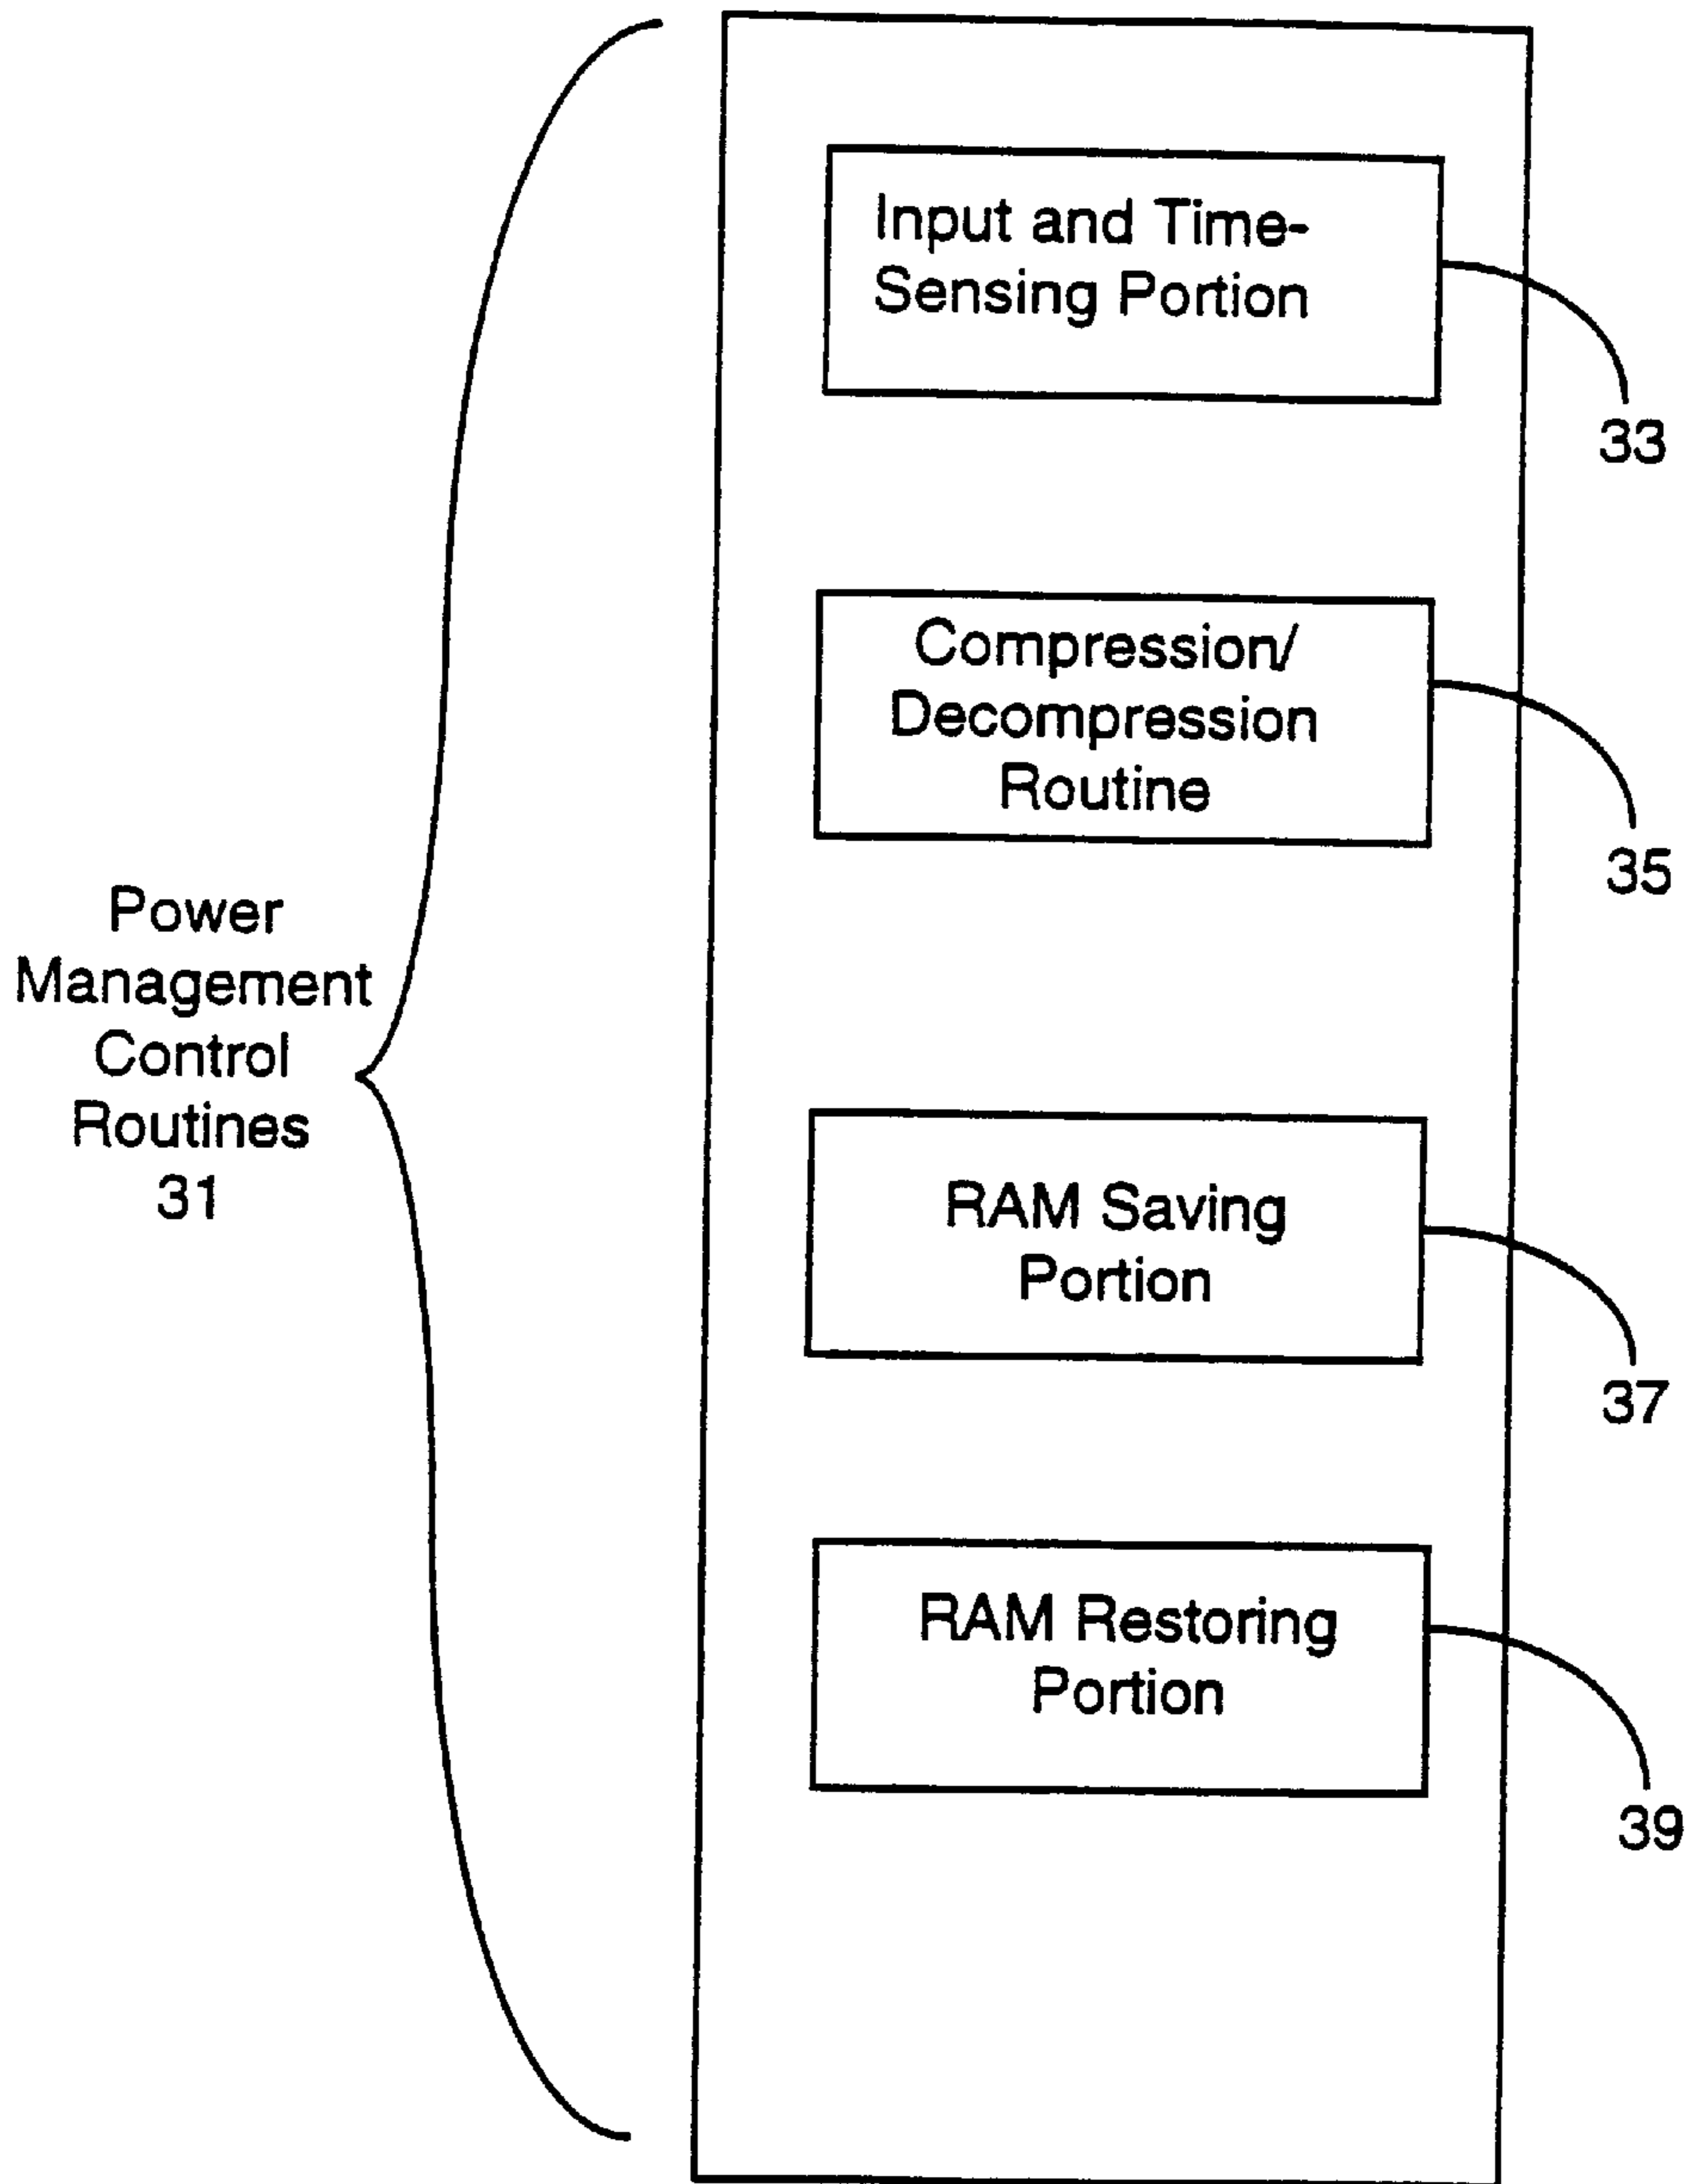 Input and Time-
Sensing Portion
33
Compression/
Decompression
Routine
35
Power
Management
Control
Routines
31
RAM Saving
Portion
37
RAM Restoring
Portion
39